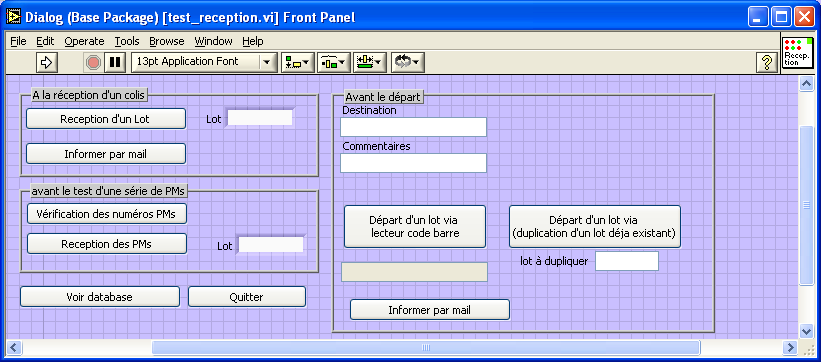 Dialog (Base Package) [test_reception.vi] Front Panel
File Edit Operate Tools Browse Window Help
13pt Application Font
?
Recep.
tion
A la réception d'un colis
Reception d'un Lot
Lot
Informer par mail
avant le test d'une série de PMs
Vérification des numéros PMs
Reception des PMs
Lot
Voir database
Quitter
Avant le départ
Destination
Commentaires
Départ d'un lot via
lecteur code barre
Départ d'un lot via
(duplication d'un lot déja existant)
lot à dupliquer
Informer par mail